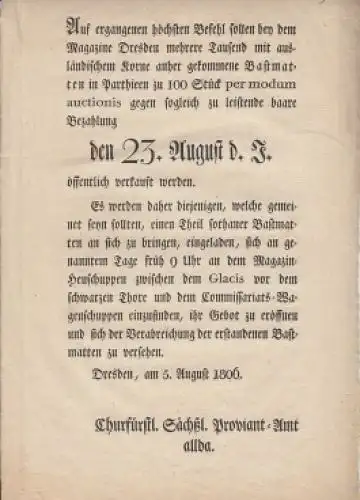 Auf ergangenen höchsten Befehl sollen bey dem
Magazine Dresden mehrere Tausend mit aus-
ländischem Korne anher gekommene Bastmat-
ten in Parthieen zu 100 Stück per modum
auctionis gegen sogleich zu leistende baare
Bezahlung
den 23. August d. J.
öffentlich verkauft werden.
Es werden daher diejenigen, welche gemei-
net seyn sollten, einen Theil sothaner Bastmat-
ten an sich zu bringen, eingeladen, sich an ge-
nanntem Tage früh 9 Uhr an dem Magazin-
Heuschuppen zwischen dem Glacis vor dem
schwarzen Thore und dem Commissariats-Wa-
genschuppen einzufinden, ihr Gebot zu eröffnen
und sich der Verabreichung der erstandenen Bast-
matten zu versehen.
Dresden, am 5. August 1806.
Churfürstl. Sächßl. Proviant-Amt
allda.